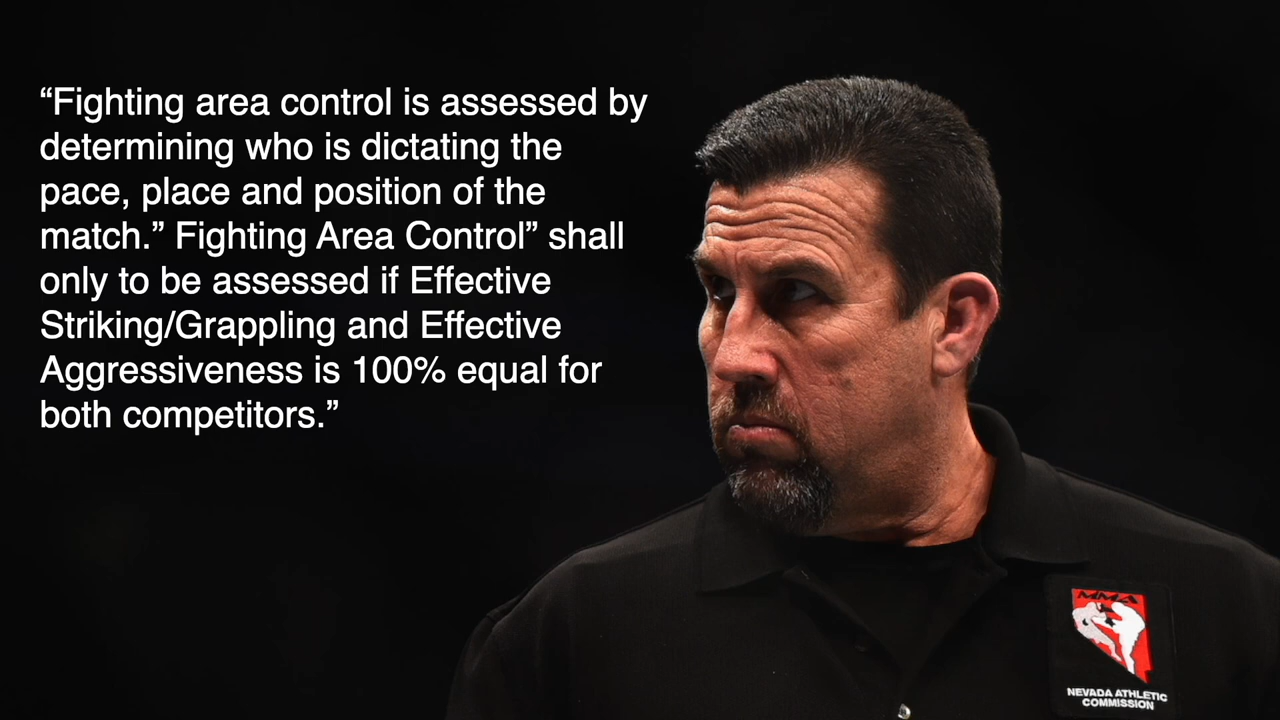 “Fighting area control is assessed by
determining who is dictating the
pace, place and position of the
match.” Fighting Area Control” shall
only to be assessed if Effective
Striking/Grappling and Effective
Aggressiveness is 100% equal for
both competitors.”
MMA
NEVADA ATHLETIC
COMMISSION